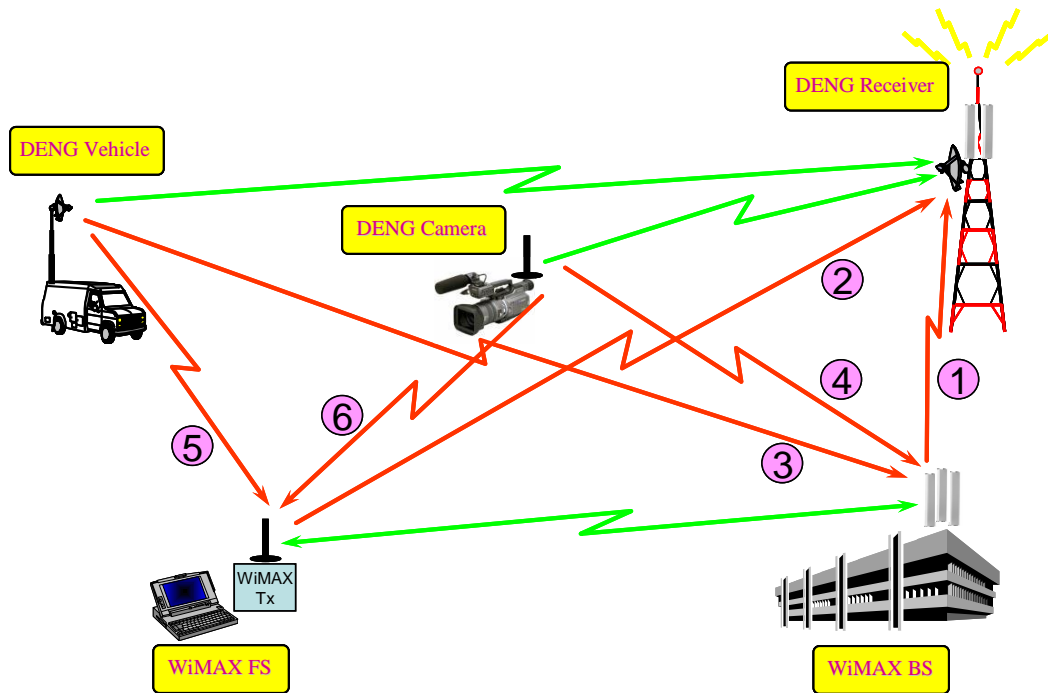 DENG Receiver
DENG Vehicle
DENG Camera
2
4
1
6
5
3
WiMAX
Tx
WiMAX FS
WiMAX BS